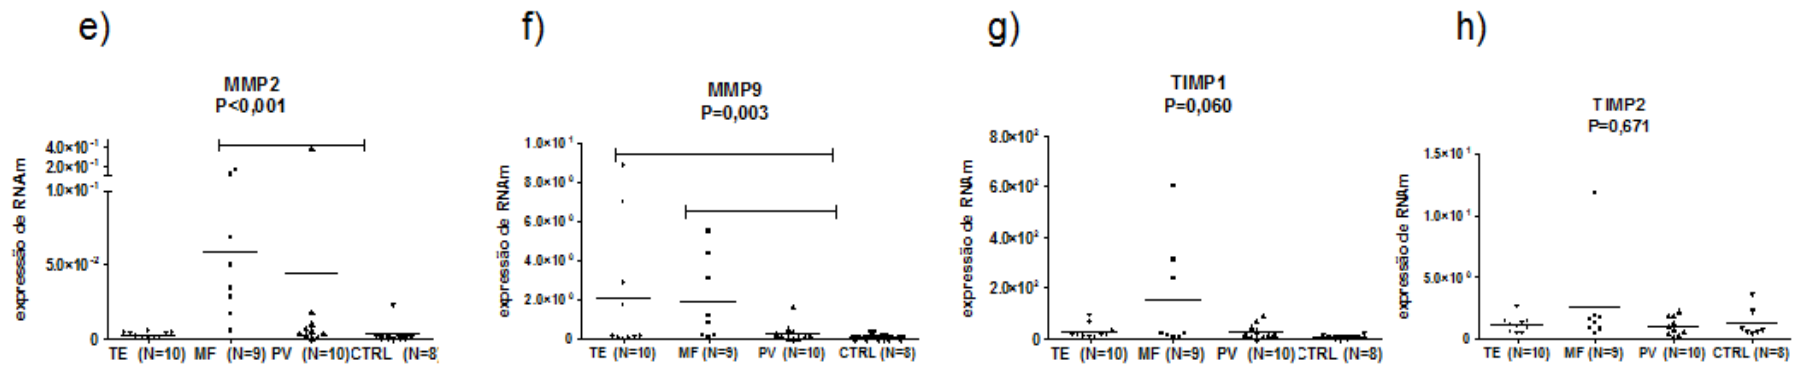 e)
MMP2
P<0,001
expressão de RNAm
4.0×10⁻¹
2.0×10⁻¹
1.0×10⁻¹
5.0×10⁻²
0
TE (N=10) MF (N=9) PV (N=10) CTRL (N=8
f)
MMP9
P=0,003
expressão de RNAm
1.0×10¹
8.0×10⁰
6.0×10⁰
4.0×10⁰
2.0×10⁰
0
TE (N=10) MF (N=9) PV (N=10) CTRL (N=8)
g)
TIMP1
P=0,060
expressão de RNAm
8.0×10²
6.0×10²
4.0×10²
2.0×10²
0
TE (N=10) MF (N=9) PV (N=10) CTRL (N=8)
h)
TIMP2
P=0,671
expressão de RNAm
1.5×10¹
1.0×10¹
5.0×10⁰
0
TE (N=10) MF (N=9) PV (N=10) CTRL (N=8)